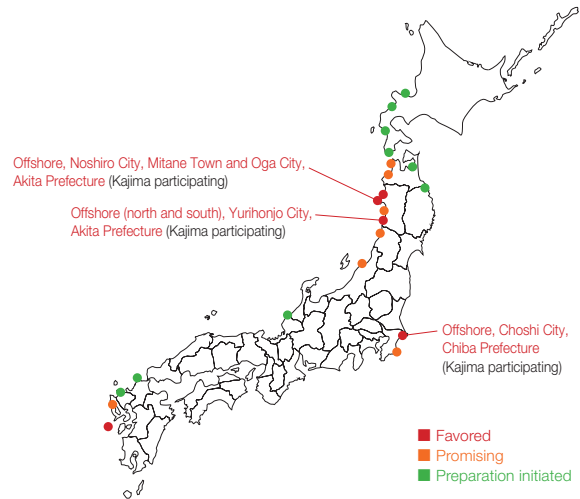 Offshore, Noshiro City, Mitane Town and Oga City,
Akita Prefecture (Kajima participating)
Offshore (north and south), Yurihonjo City,
Akita Prefecture (Kajima participating)
Offshore, Choshi City,
Chiba Prefecture
(Kajima participating)
Favored
Promising
Preparation initiated